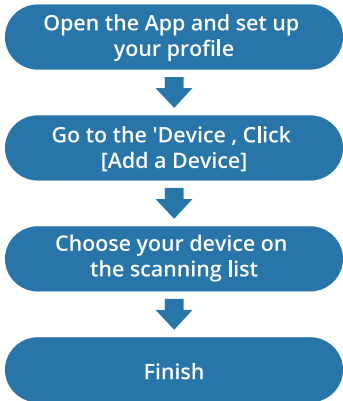 Open the App and set up
your profile
Go to the 'Device , Click
[Add a Device]
Choose your device on
the scanning list
Finish